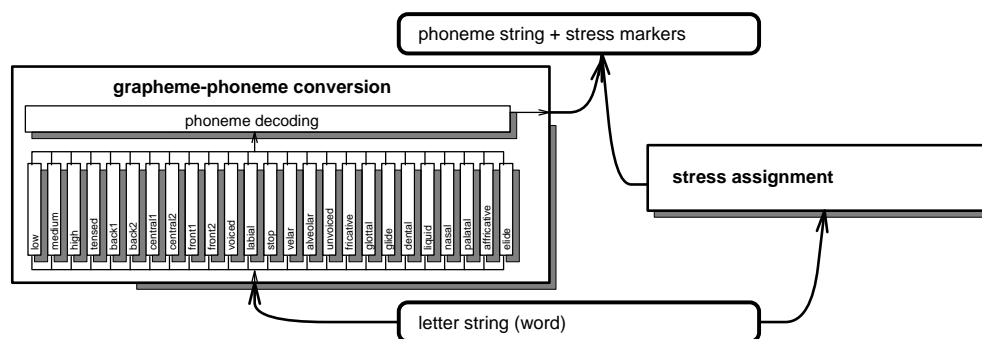 phoneme string + stress markers
grapheme-phoneme conversion
phoneme decoding
stress assignment
low
medium
high
tensed
back1
back2
central1
central2
front1
front2
voiced
labial
stop
velar
alveolar
unvoiced
fricative
glottal
glide
dental
liquid
nasal
palatal
affricative
elide
letter string (word)